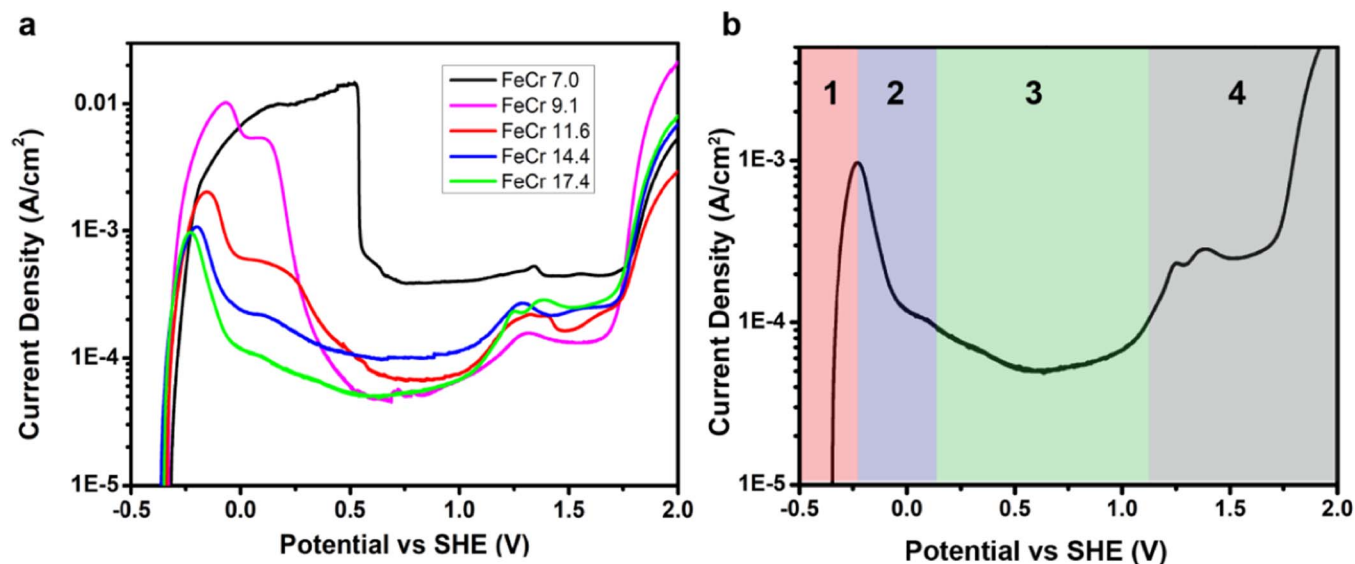 a
Current Density (A/cm²)
0.01
1E-3
1E-4
1E-5
FeCr 7.0
FeCr 9.1
FeCr 11.6
FeCr 14.4
FeCr 17.4
-0.5 0.0 0.5 1.0 1.5 2.0
Potential vs SHE (V)
b
Current Density (A/cm²)
1E-3
1E-4
1E-5
1 2 3 4
-0.5 0.0 0.5 1.0 1.5 2.0
Potential vs SHE (V)